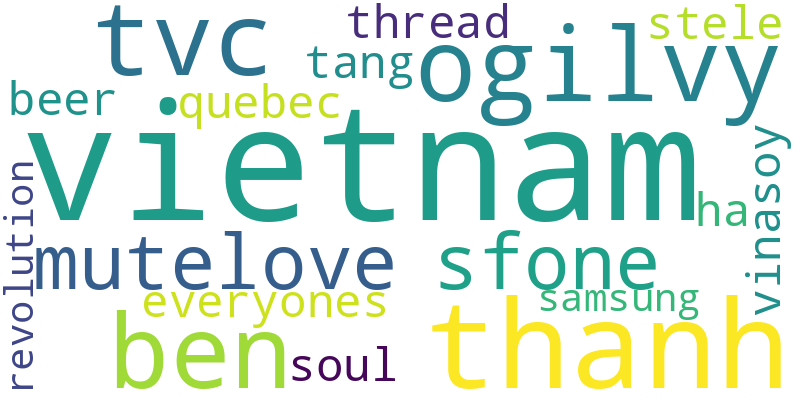 thread
stele
tvc
tang
ogilvy
beer
quebec
vietnam
ha
vinasoy
revolution
mutelove
sfone
everyones
samsung
ben
thanh
soul